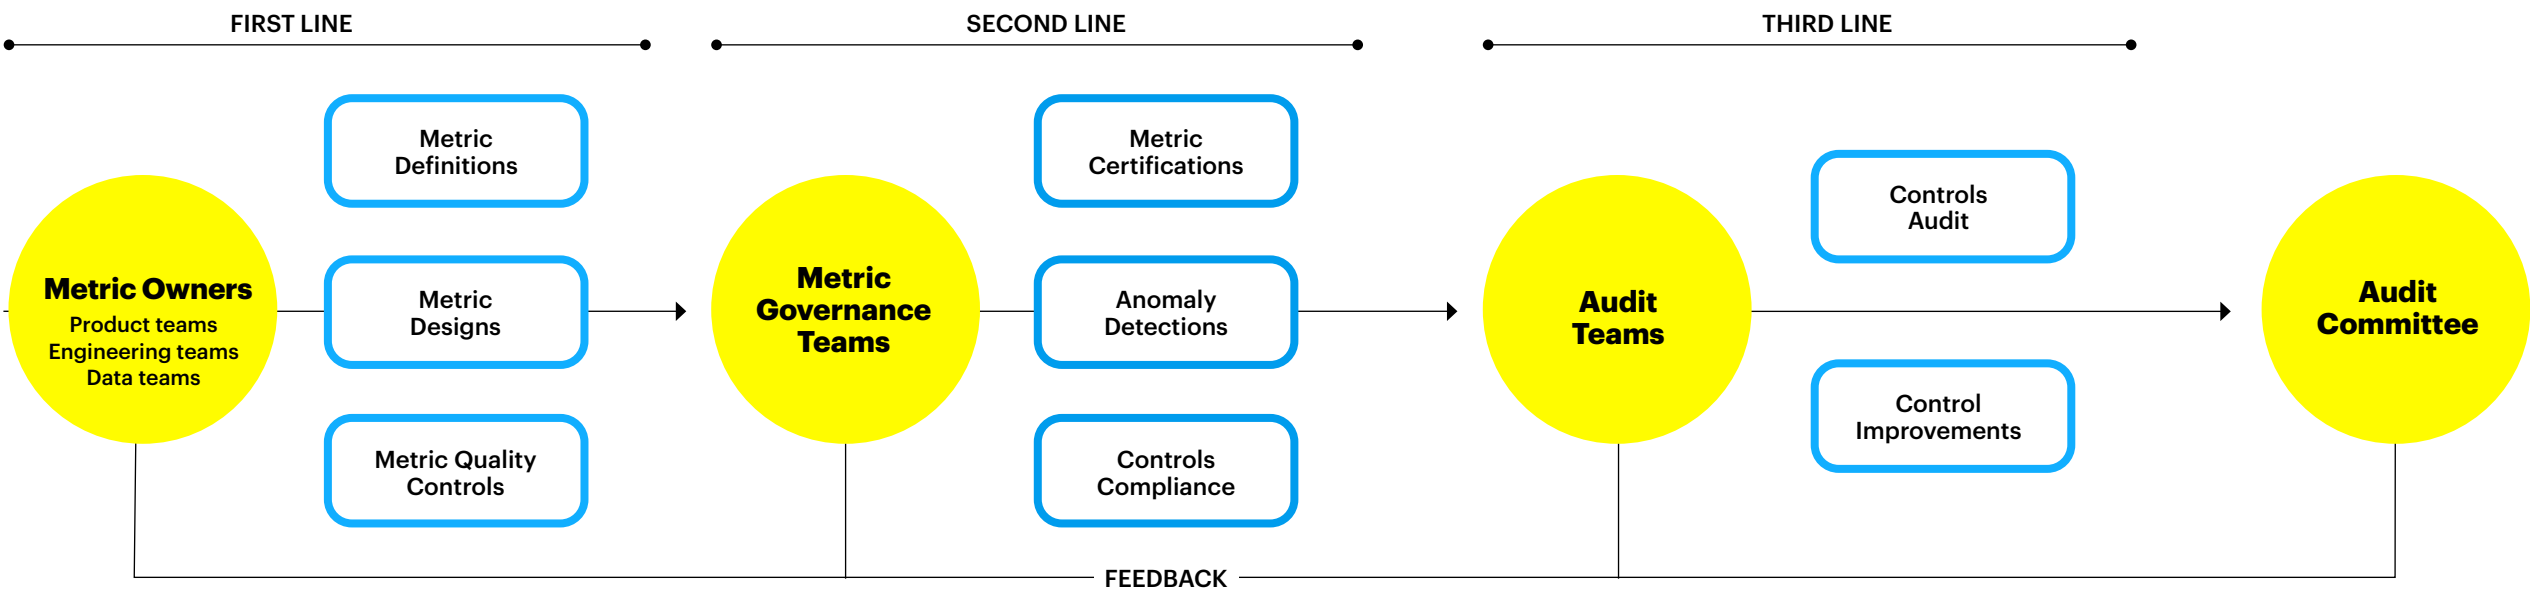 FIRST LINE
SECOND LINE
THIRD LINE
Metric Owners
Product teams
Engineering teams
Data teams
Metric
Definitions
Metric
Designs
Metric Quality
Controls
Metric
Governance
Teams
Metric
Certifications
Anomaly
Detections
Controls
Compliance
Audit
Teams
Controls
Audit
Control
Improvements
Audit
Committee
FEEDBACK